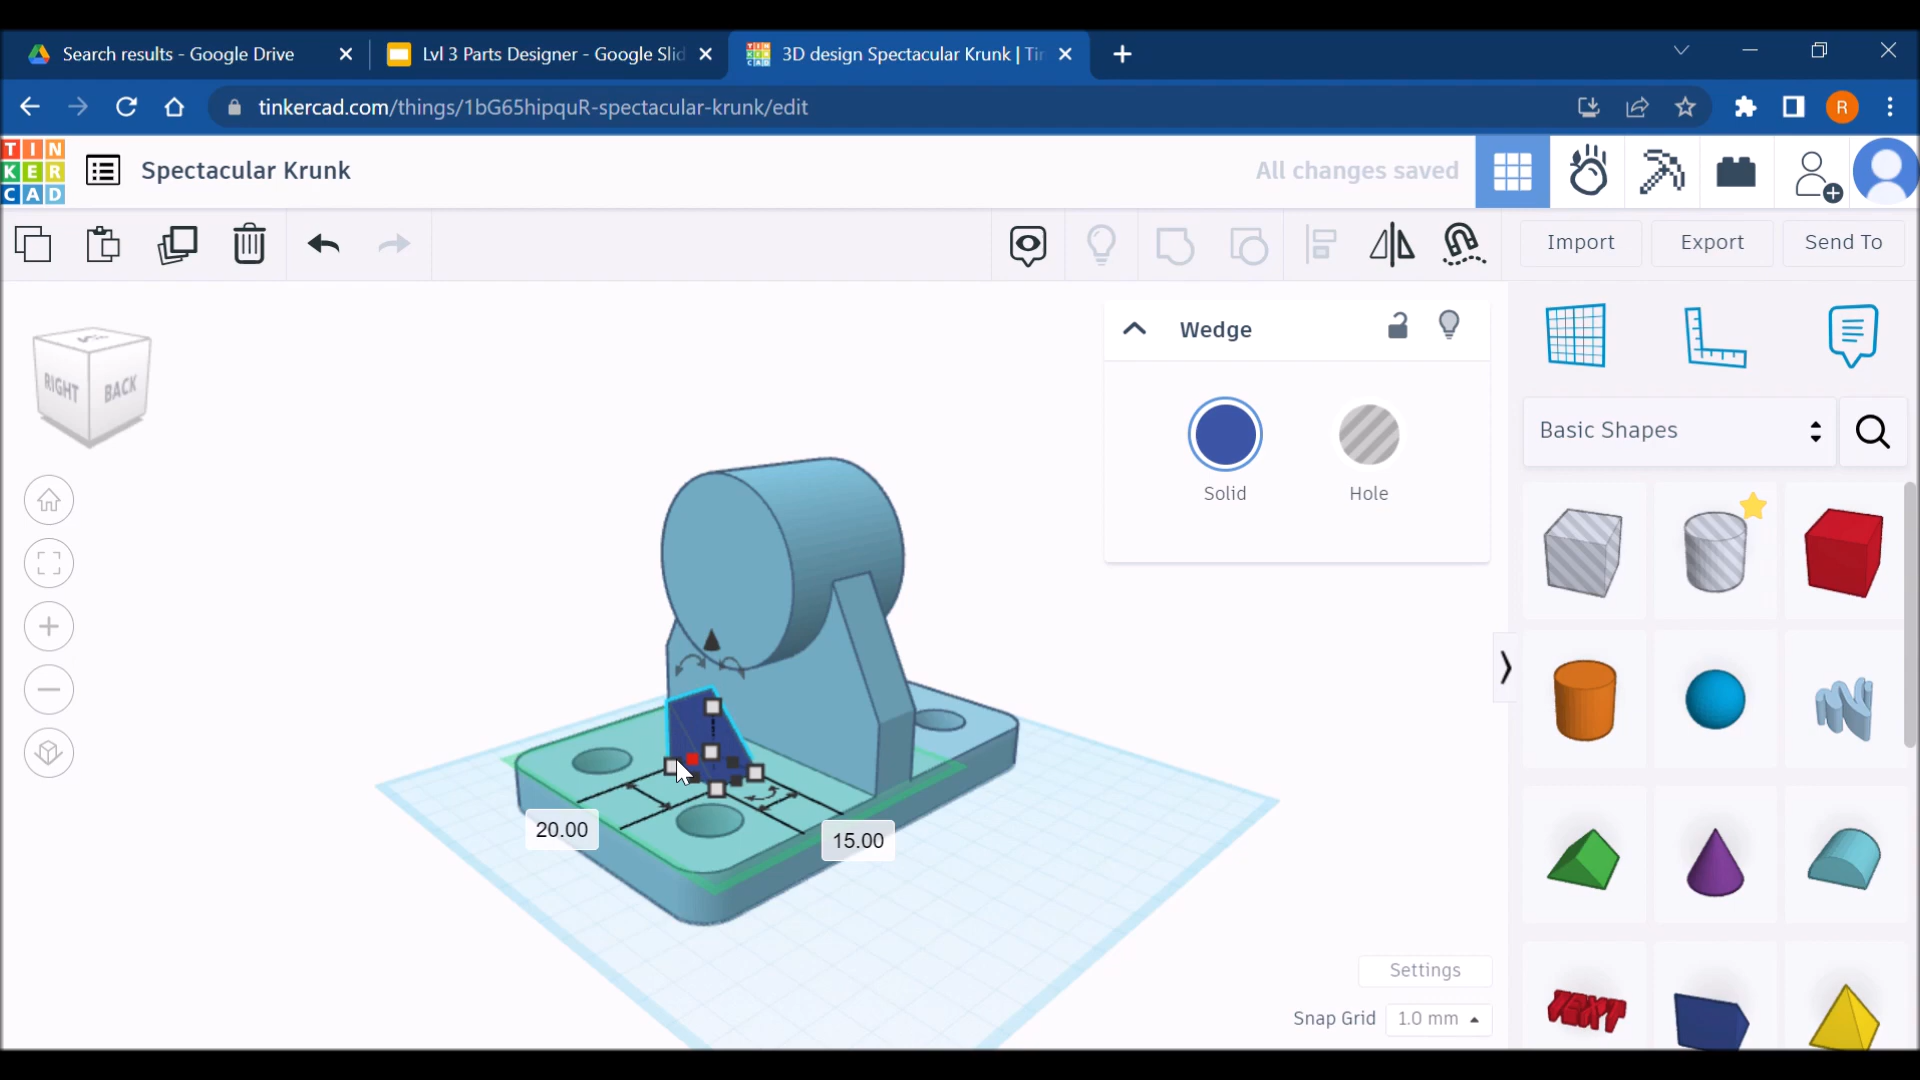 Search results - Google Drive
Lvl 3 Parts Designer - Google Slid
3D design Spectacular Krunk | Tin
tinkercad.com/things/1bG65hipquR-spectacular-krunk/edit
R
TIN
KER
CAD
Spectacular Krunk
All changes saved
Import
Export
Send To
RIGHT
BACK
Wedge
Solid
Hole
Basic Shapes
20.00
15.00
TEXT
Settings
Snap Grid
1.0 mm